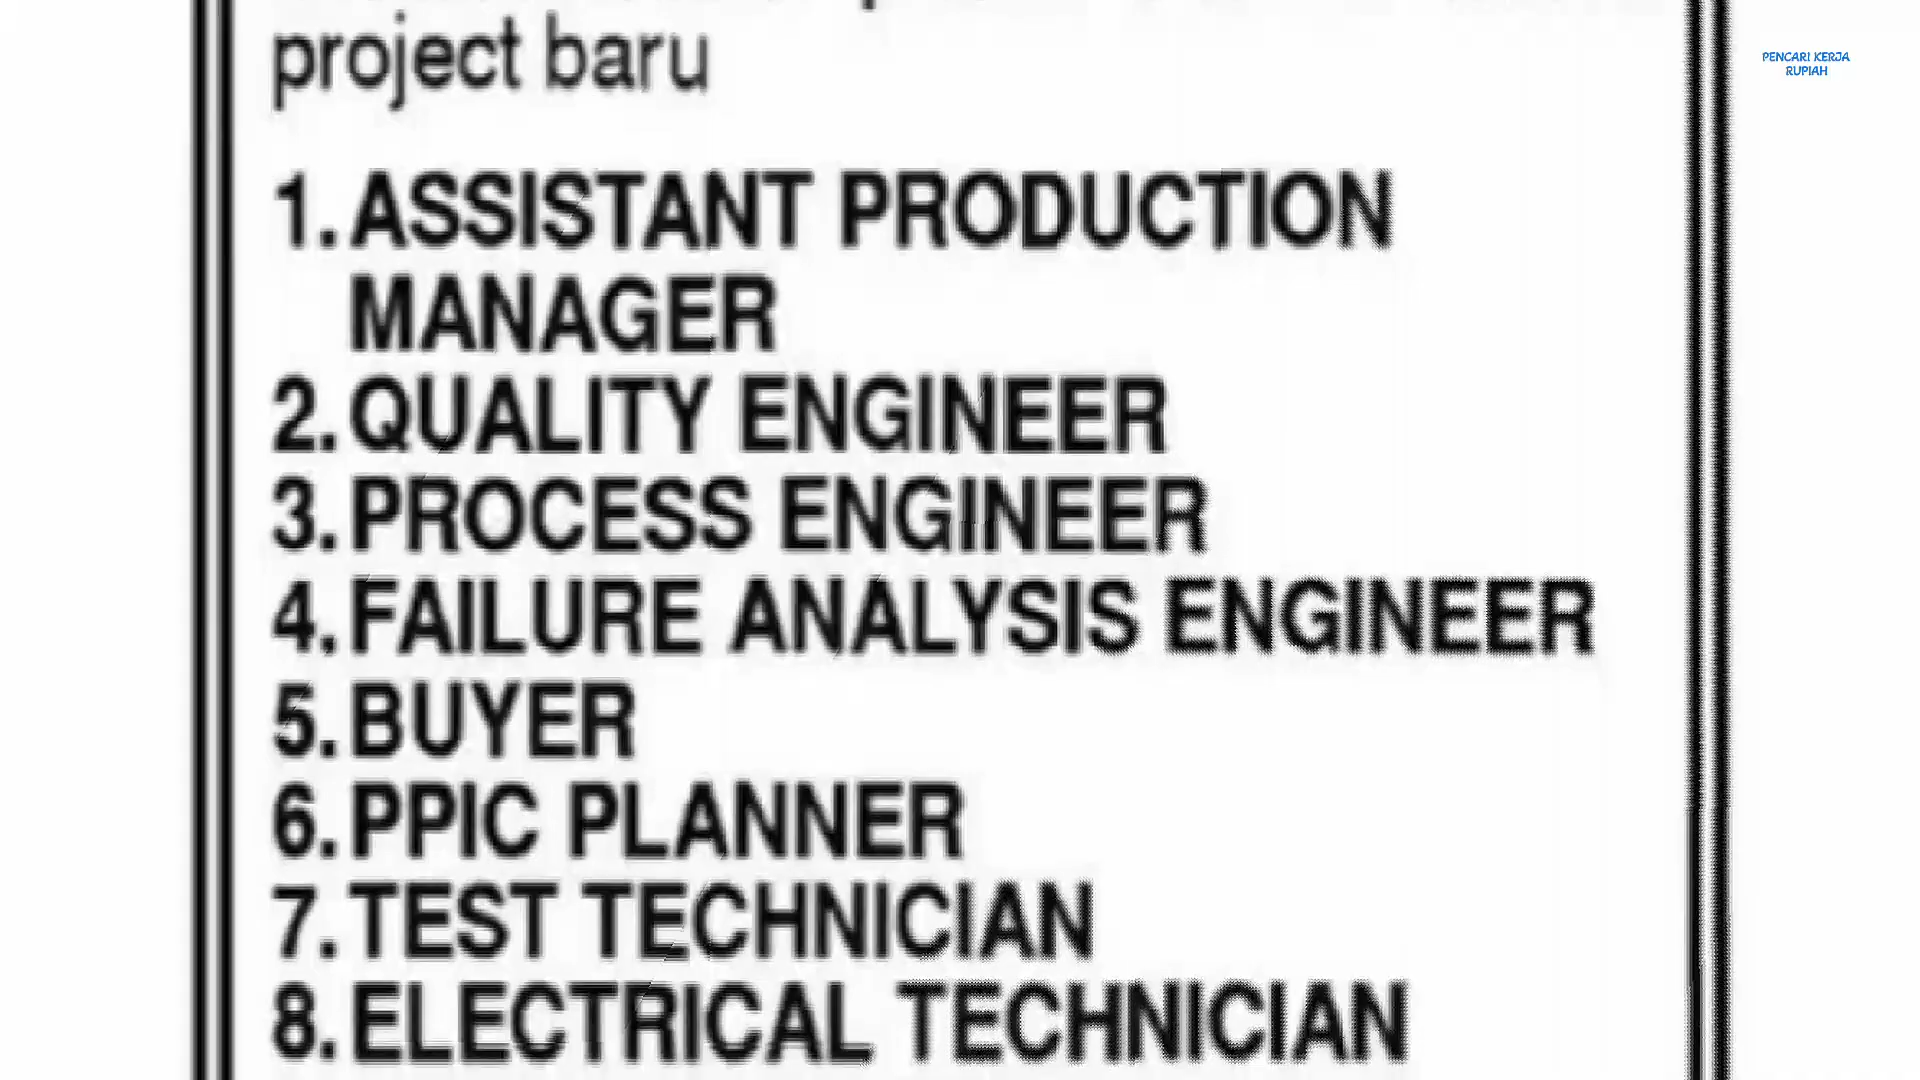 project baru
1. ASSISTANT PRODUCTION
MANAGER
2. QUALITY ENGINEER
3. PROCESS ENGINEER
4. FAILURE ANALYSIS ENGINEER
5. BUYER
6. PPIC PLANNER
7. TEST TECHNICIAN
8. ELECTRICAL TECHNICIAN
PENCARI KERJA
RUPIAH